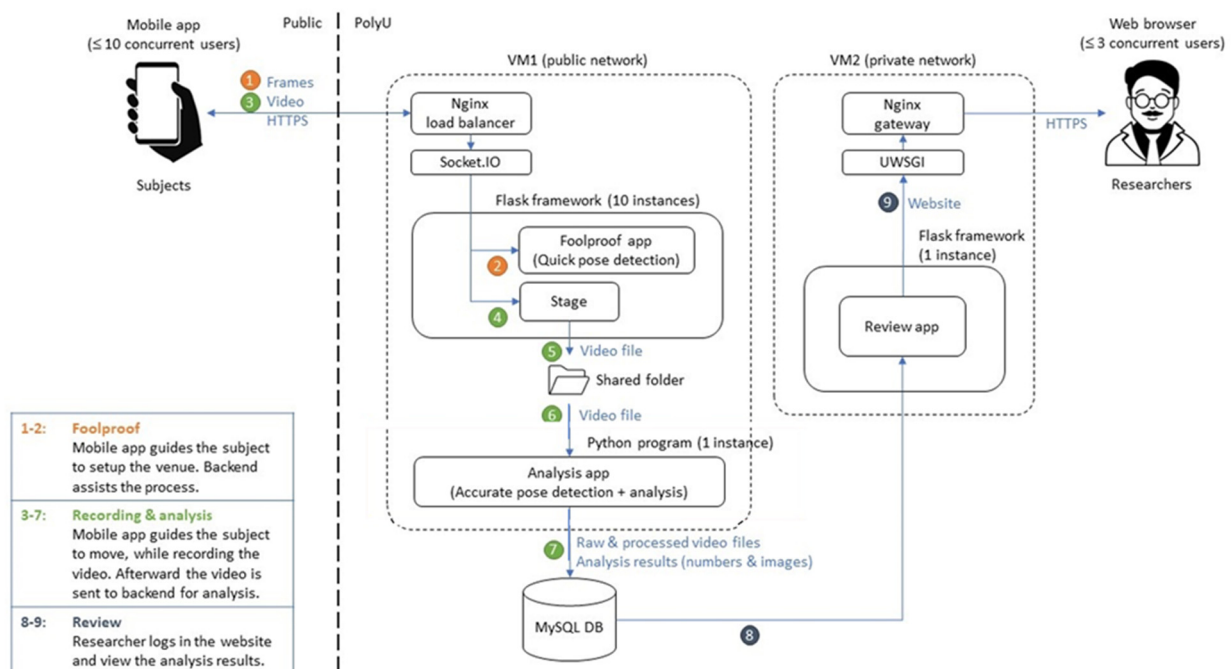 Mobile app
(≤ 10 concurrent users)
Public
PolyU
Web browser
(≤ 3 concurrent users)
VM1 (public network)
VM2 (private network)
1 Frames
3 Video
HTTPS
Subjects
Nginx
load balancer
Socket.IO
Flask framework (10 instances)
Foolproof app
(Quick pose detection)
2
Stage
4
5 Video file
Shared folder
6 Video file
Python program (1 instance)
Analysis app
(Accurate pose detection + analysis)
7 Raw & processed video files
Analysis results (numbers & images)
MySQL DB
8
Nginx
gateway
HTTPS
UWSGI
Researchers
9 Website
Flask framework
(1 instance)
Review app
1-2: Foolproof
Mobile app guides the subject
to setup the venue. Backend
assists the process.
3-7: Recording & analysis
Mobile app guides the subject
to move, while recording the
video. Afterward the video is
sent to backend for analysis.
8-9: Review
Researcher logs in the website
and view the analysis results.